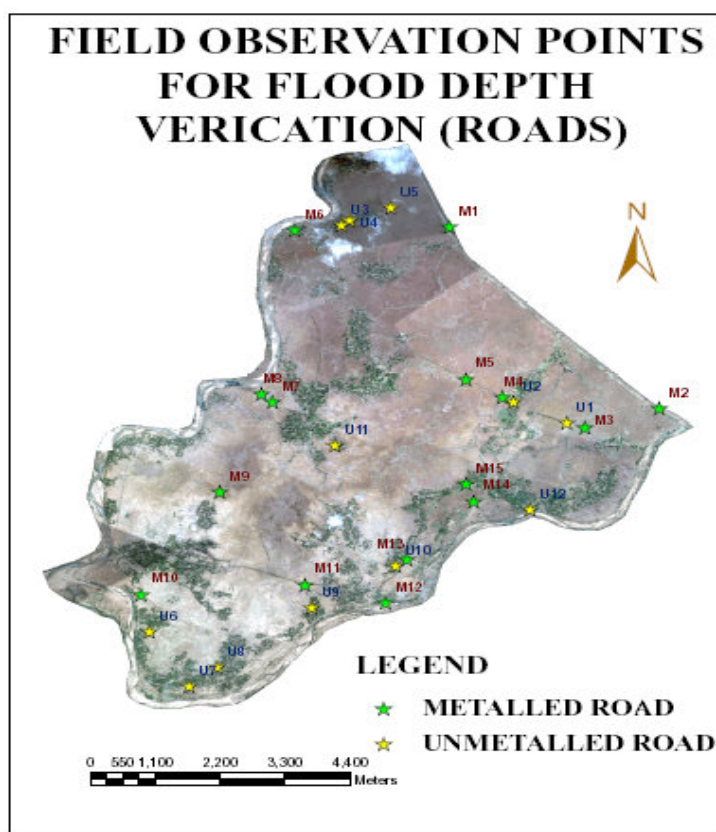 FIELD OBSERVATION POINTS
FOR FLOOD DEPTH
VERICATION (ROADS)
N
U5
U3
M6
U4
M1
M5
M8
M7
M4
U2
M2
U1
M3
U11
M15
M9
M14
U12
M13
U10
M11
M10
U9
M12
U6
U8
U7
LEGEND
METALLED ROAD
UNMETALLED ROAD
0 550 1,100 2,200 3,300 4,400
Meters